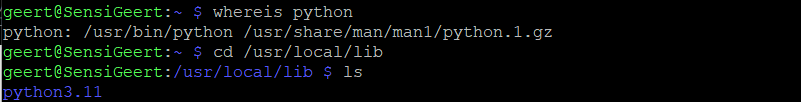 geert@SensiGeert:~ $ whereis python
python: /usr/bin/python /usr/share/man/man1/python.1.gz
geert@SensiGeert:~ $ cd /usr/local/lib
geert@SensiGeert:/usr/local/lib $ ls
python3.11